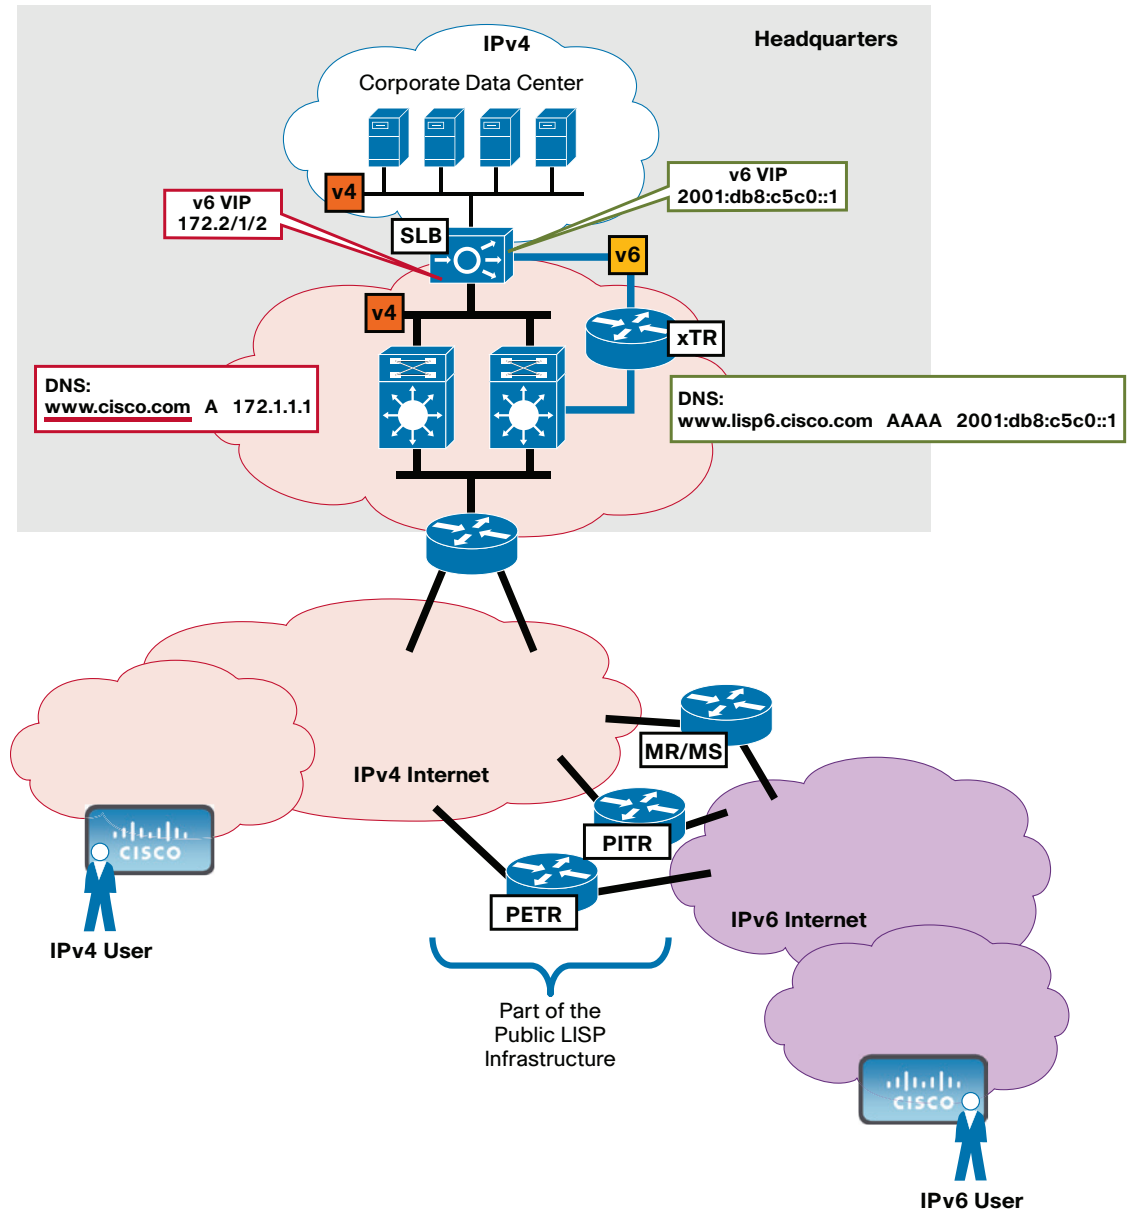 IPv4
Headquarters
Corporate Data Center
v4
v6 VIP
172.2/1/2
v6 VIP
2001:db8:c5c0::1
SLB
v6
v4
xTR
DNS:
www.cisco.com A 172.1.1.1
DNS:
www.lisp6.cisco.com AAAA 2001:db8:c5c0::1
MR/MS
IPv4 Internet
PITR
CISCO
PETR
IPv6 Internet
IPv4 User
Part of the
Public LISP
Infrastructure
CISCO
IPv6 User